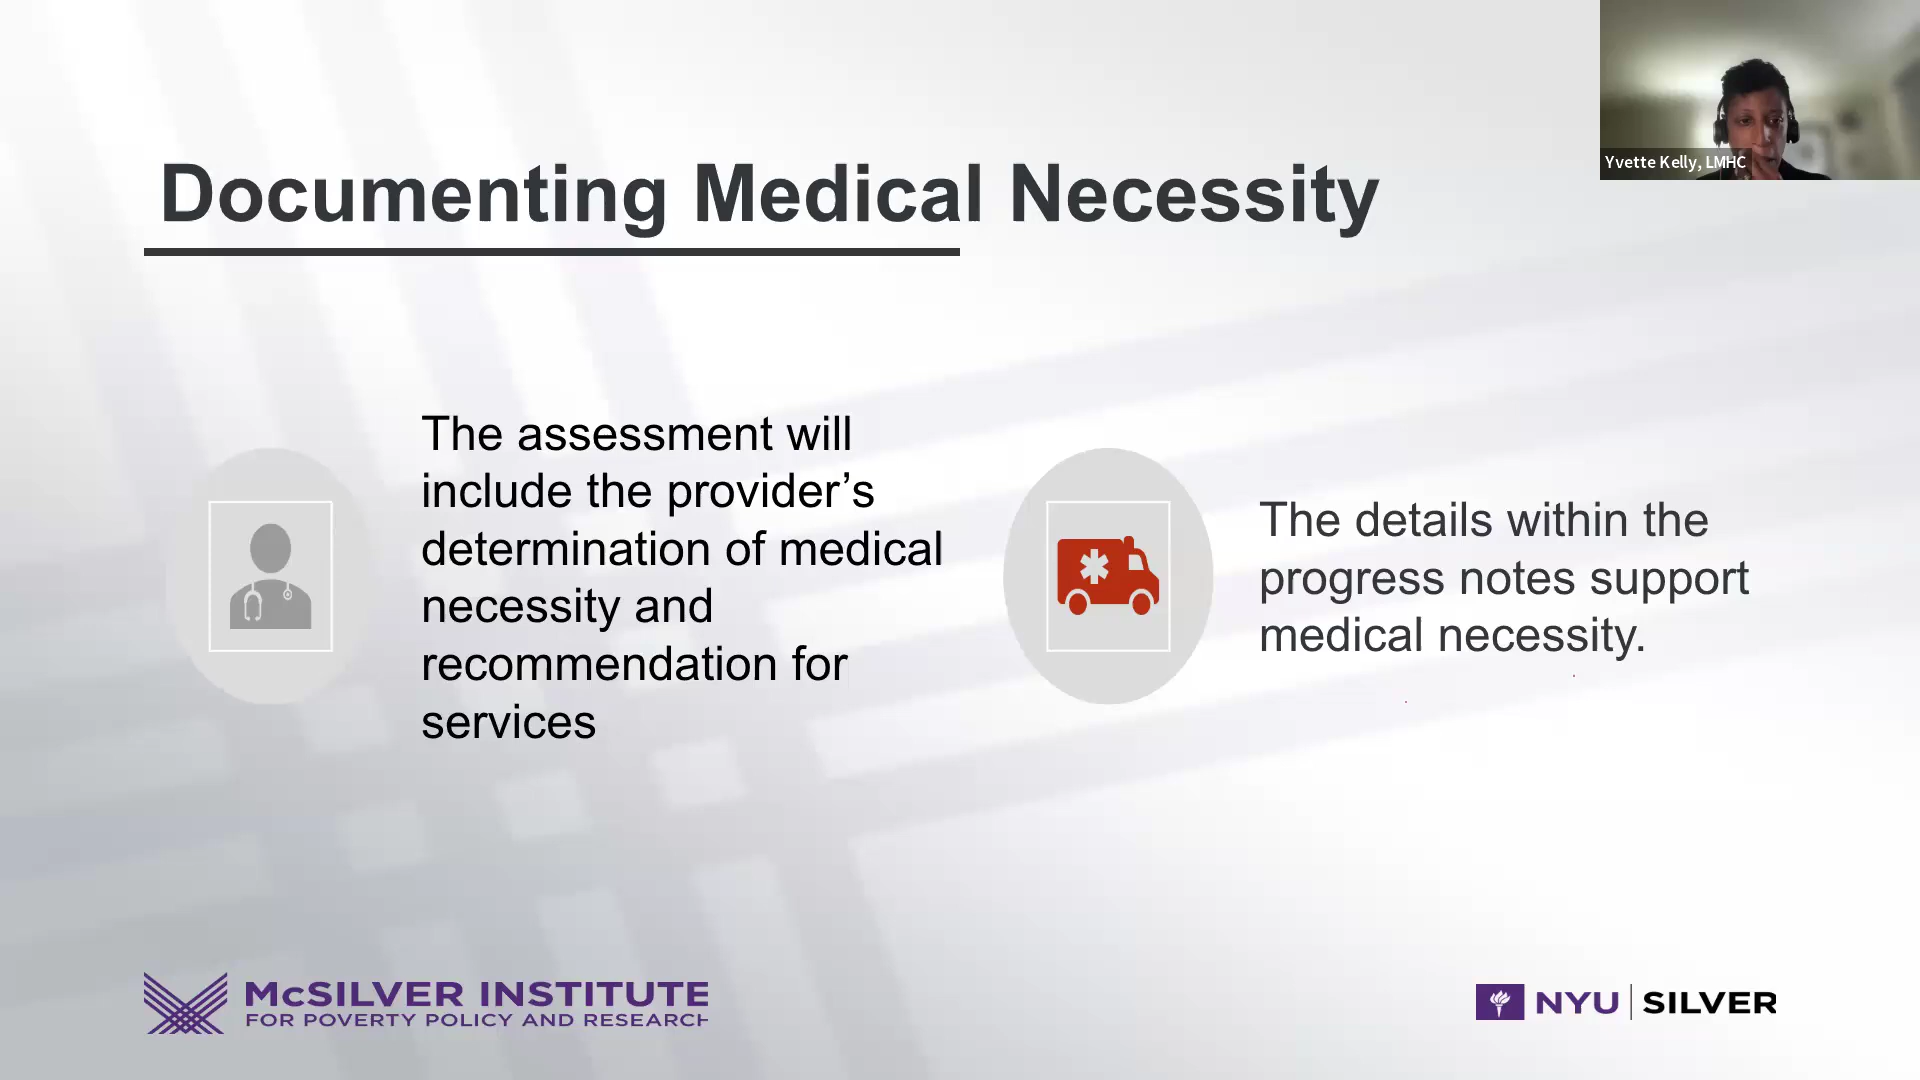 Yvette Kelly, LMHC
Documenting Medical Necessity
The assessment will
include the provider’s
determination of medical
necessity and
recommendation for
services
The details within the
progress notes support
medical necessity.
McSILVER INSTITUTE
FOR POVERTY POLICY AND RESEARCH
NYU SILVER